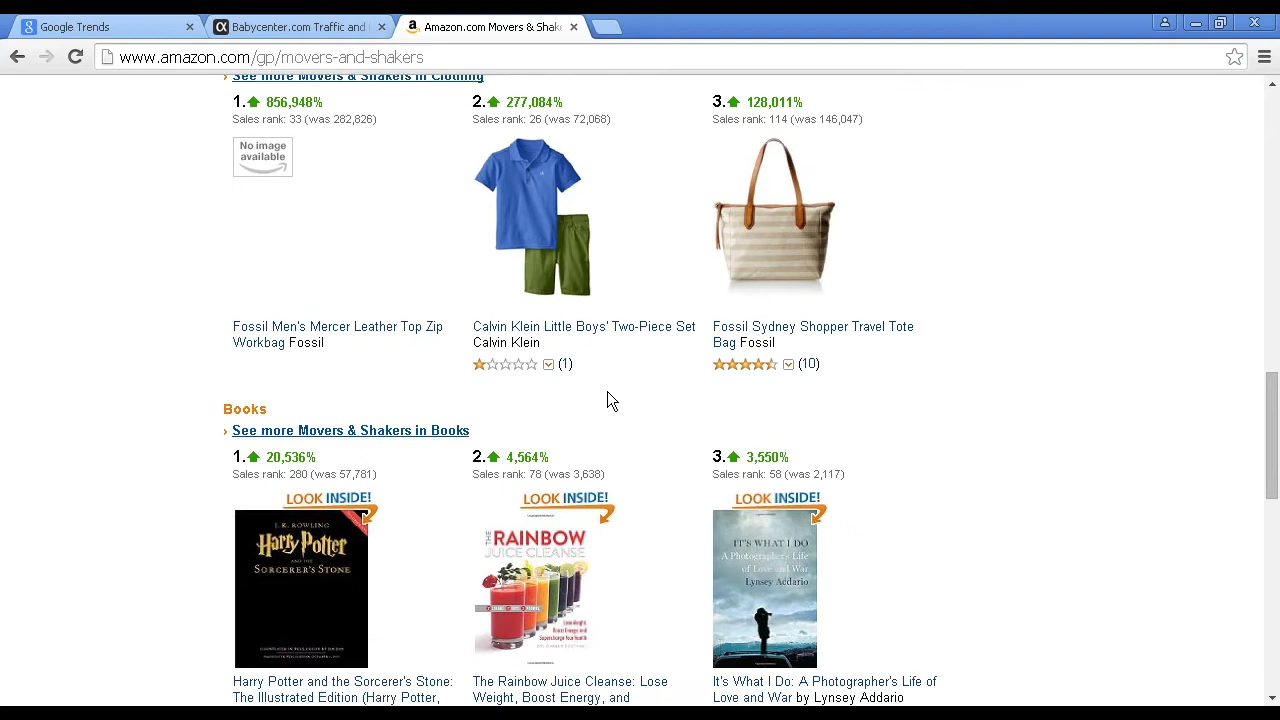 Google Trends
Babycenter.com Traffic and
Amazon.com Movers & Shak
www.amazon.com/gp/movers-and-shakers
See more Movers & Shakers in Clothing
1. 856,948%
Sales rank: 33 (was 282,826)
2. 277,084%
Sales rank: 26 (was 72,068)
3. 128,011%
Sales rank: 114 (was 146,047)
No image
available
Fossil Men's Mercer Leather Top Zip
Workbag Fossil
Calvin Klein Little Boys' Two-Piece Set
Calvin Klein
(1)
Fossil Sydney Shopper Travel Tote
Bag Fossil
(10)
Books
See more Movers & Shakers in Books
1. 20,536%
Sales rank: 280 (was 57,781)
2. 4,564%
Sales rank: 78 (was 3,638)
3. 3,550%
Sales rank: 58 (was 2,117)
LOOK INSIDE!
J. K. ROWLING
HARRY POTTER
AND THE
SORCERER'S STONE
LOOK INSIDE!
THE RAINBOW
JUICE CLEANSE
Lose Weight,
Boost Energy and
Supercharge Your Health
LOOK INSIDE!
IT'S WHAT I DO
A Photographer's Life
of Love and War
Lynsey Addario
Harry Potter and the Sorcerer's Stone:
The Illustrated Edition (Harry Potter,
The Rainbow Juice Cleanse: Lose
Weight, Boost Energy, and
It's What I Do: A Photographer's Life of
Love and War by Lynsey Addario